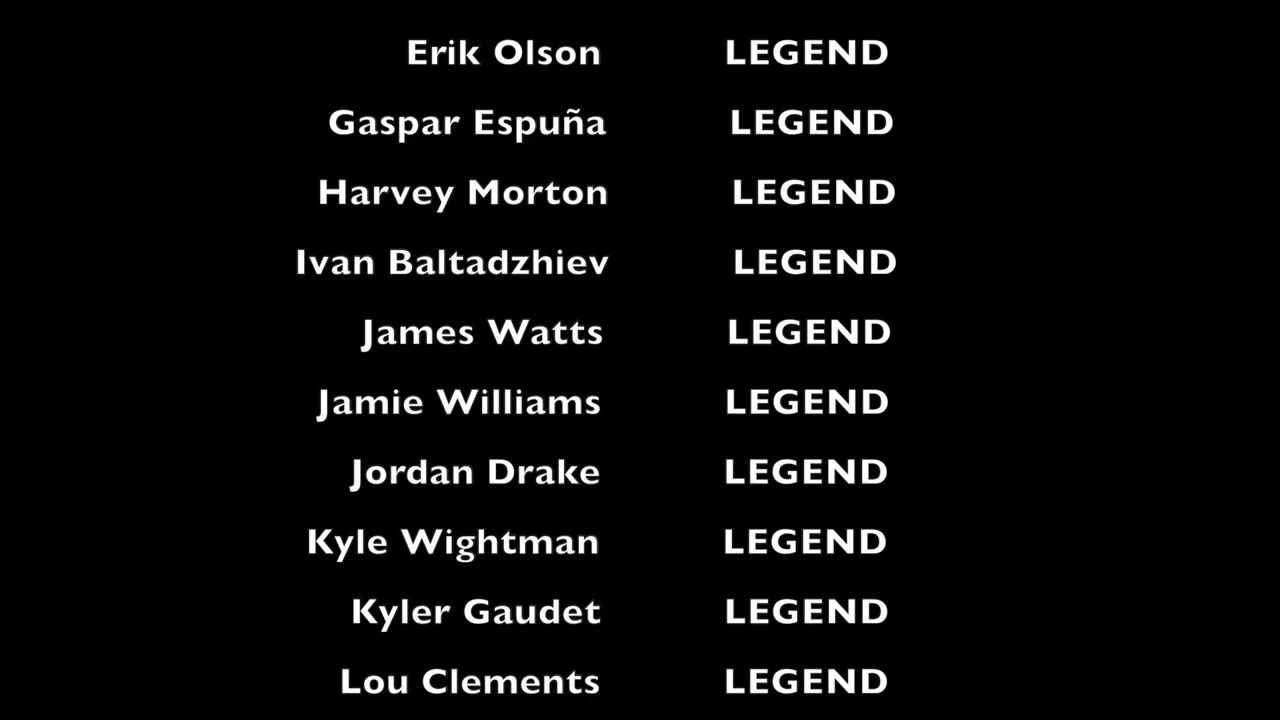 Erik Olson LEGEND
Gaspar Espuña LEGEND
Harvey Morton LEGEND
Ivan Baltadzhiev LEGEND
James Watts LEGEND
Jamie Williams LEGEND
Jordan Drake LEGEND
Kyle Wightman LEGEND
Kyler Gaudet LEGEND
Lou Clements LEGEND